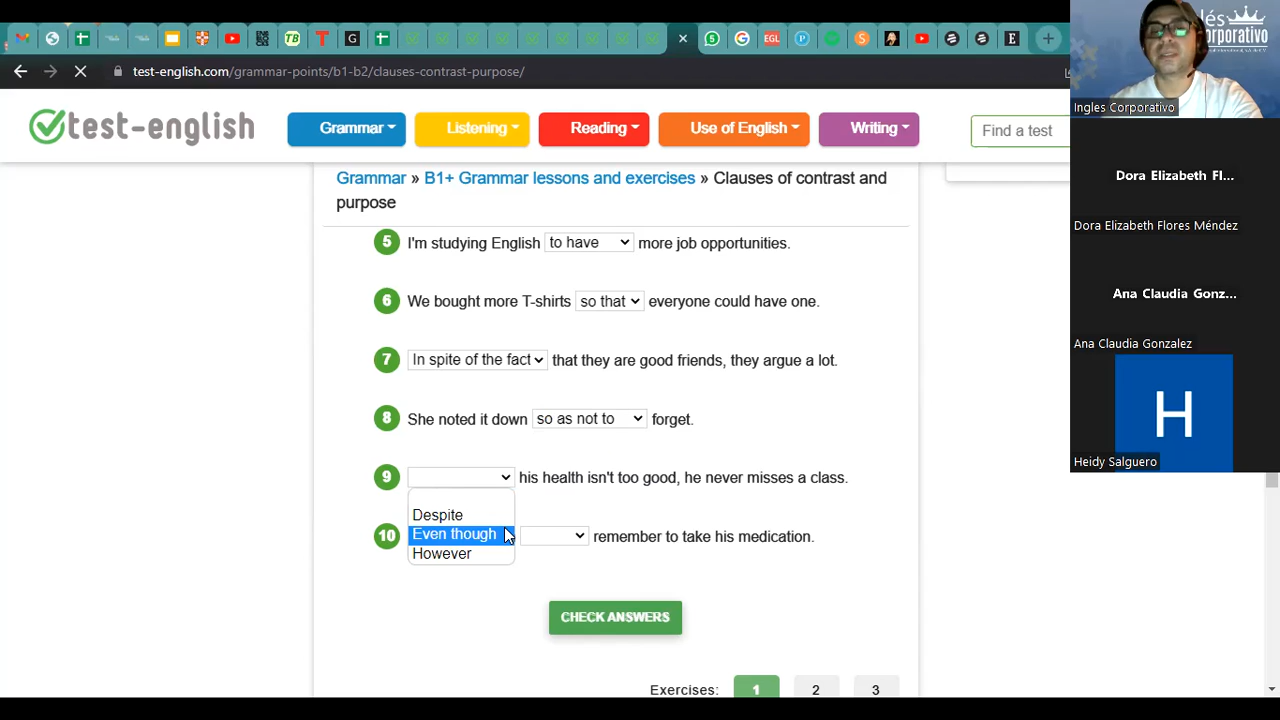 és
Corporativo
test-english.com/grammar-points/b1-b2/clauses-contrast-purpose/
test-english
Grammar
Listening
Reading
Use of English
Writing
Find a test
Ingles Corporativo
Grammar » B1+ Grammar lessons and exercises » Clauses of contrast and
purpose
5 I'm studying English to have more job opportunities.
6 We bought more T-shirts so that everyone could have one.
7 In spite of the fact that they are good friends, they argue a lot.
8 She noted it down so as not to forget.
9 his health isn't too good, he never misses a class.
Despite
Even though
However
10 remember to take his medication.
CHECK ANSWERS
Exercises: 1 2 3
Dora Elizabeth Fl...
Dora Elizabeth Flores Méndez
Ana Claudia Gonz...
Ana Claudia Gonzalez
H
Heidy Salguero